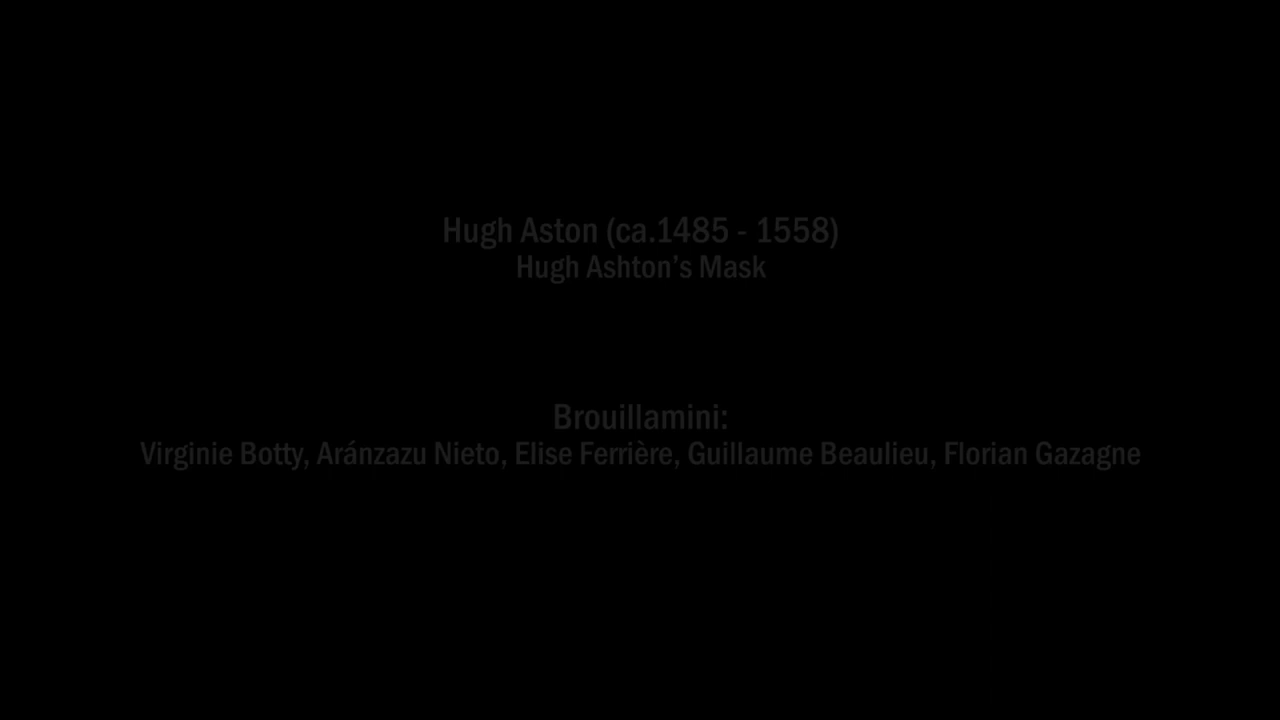 Hugh Aston (ca.1485 - 1558)
Hugh Ashton’s Mask
Brouillamini:
Virginie Botty, Aránzazu Nieto, Elise Ferrière, Guillaume Beaulieu, Florian Gazagne